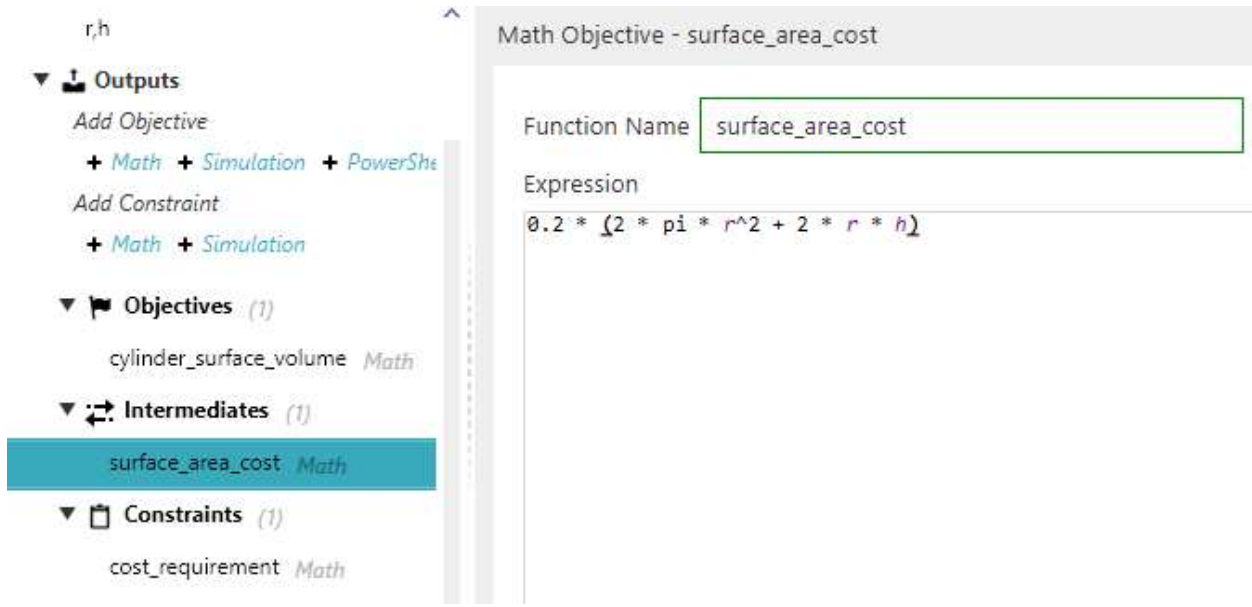 r,h
Outputs
Add Objective
+ Math + Simulation + PowerShe
Add Constraint
+ Math + Simulation
Objectives (1)
cylinder_surface_volume Math
Intermediates (1)
surface_area_cost Math
Constraints (1)
cost_requirement Math
Math Objective - surface_area_cost
Function Name surface_area_cost
Expression
0.2 * (2 * pi * r^2 + 2 * r * h)